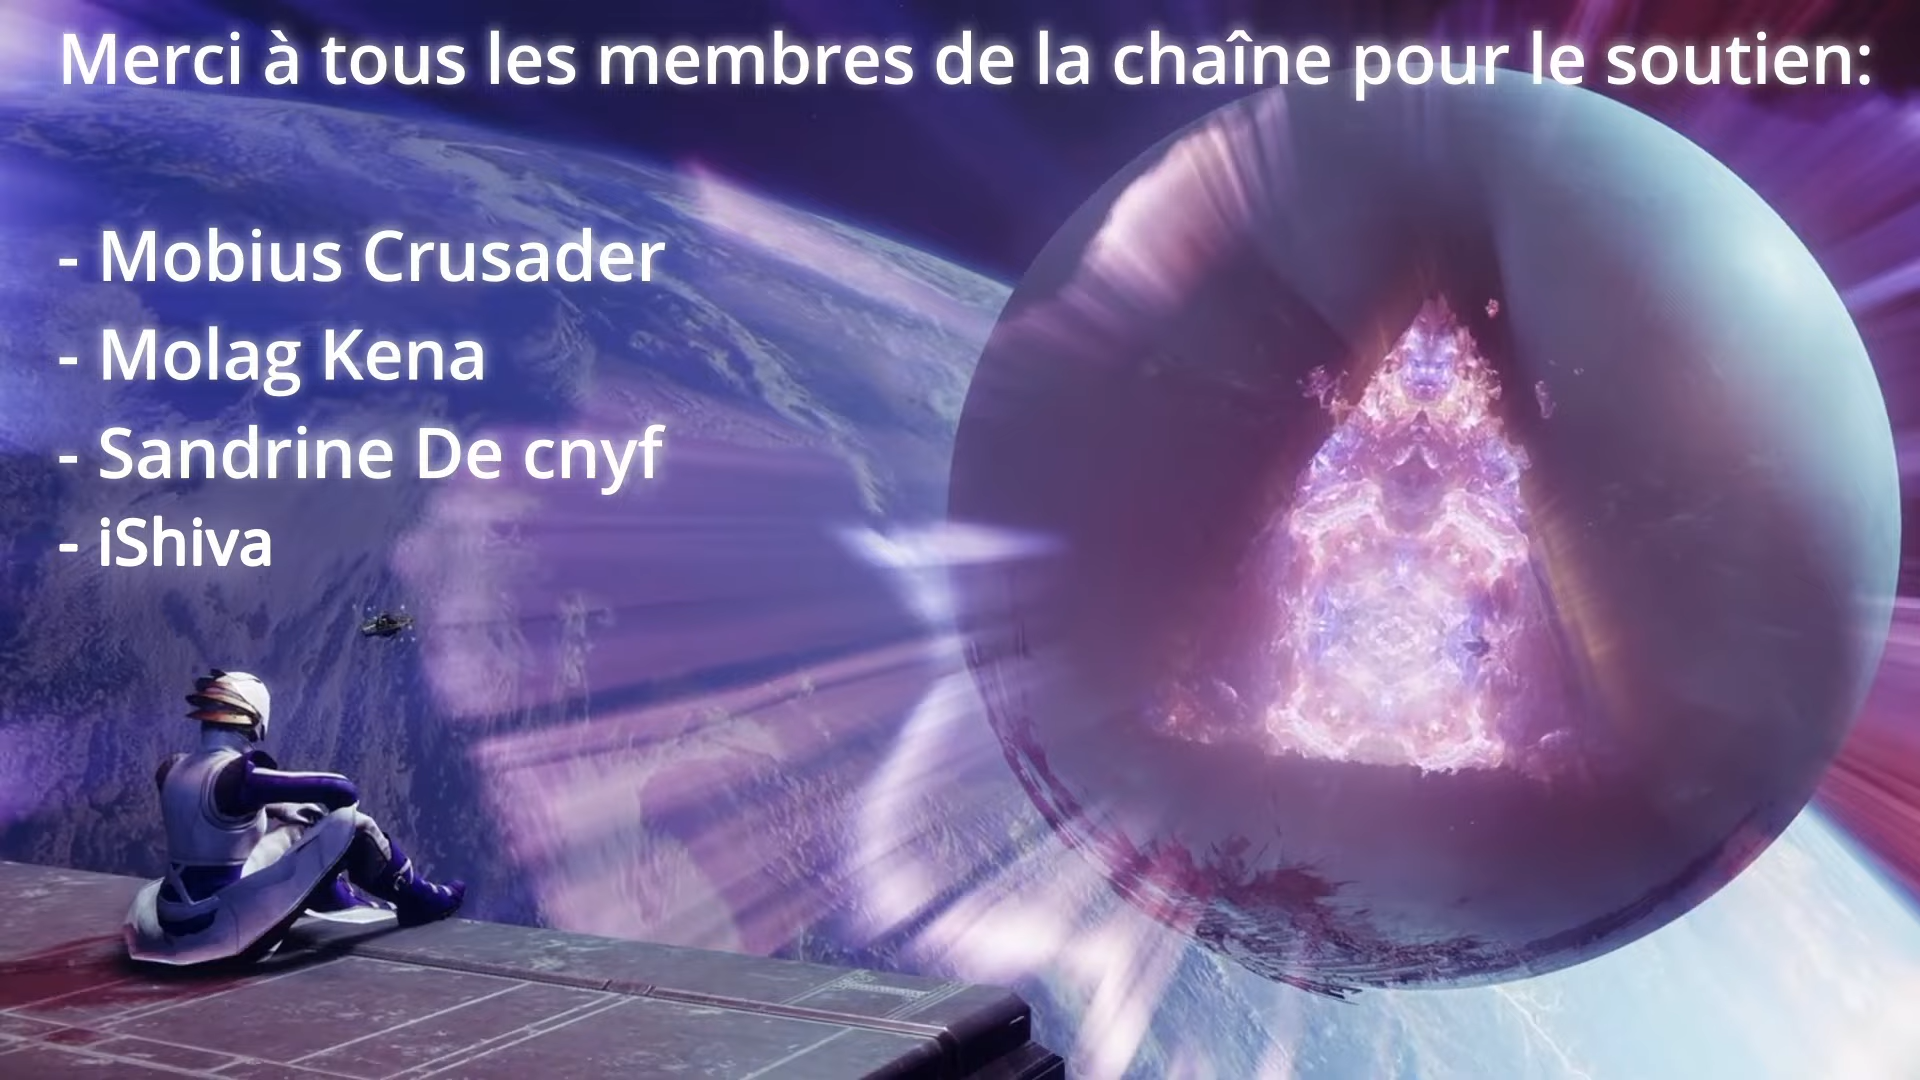 Merci à tous les membres de la chaîne pour le soutien:
- Mobius Crusader
- Molag Kena
- Sandrine De cnyf
- iShiva